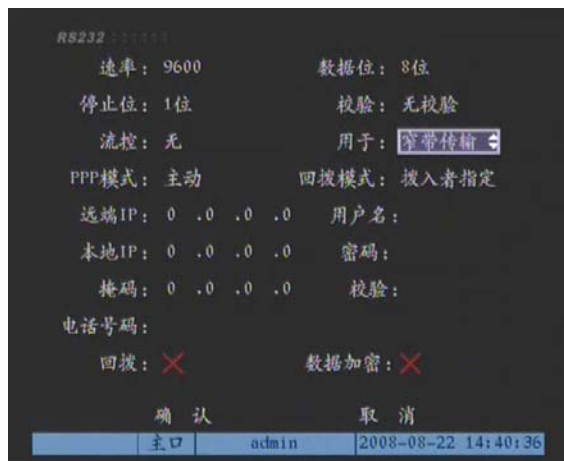 RS232 ::::::
速率： 9600 数据位： 8位
停止位： 1位 校验： 无校验
流控： 无 用于： 窄带传输
PPP模式： 主动 回拨模式： 拨入者指定
远端IP： 0 .0 .0 .0 用户名：
本地IP： 0 .0 .0 .0 密码：
掩码： 0 .0 .0 .0 校验：
电话号码：
回拨： 数据加密：
确 认 取 消
主口 admin 2008-08-22 14:40:36